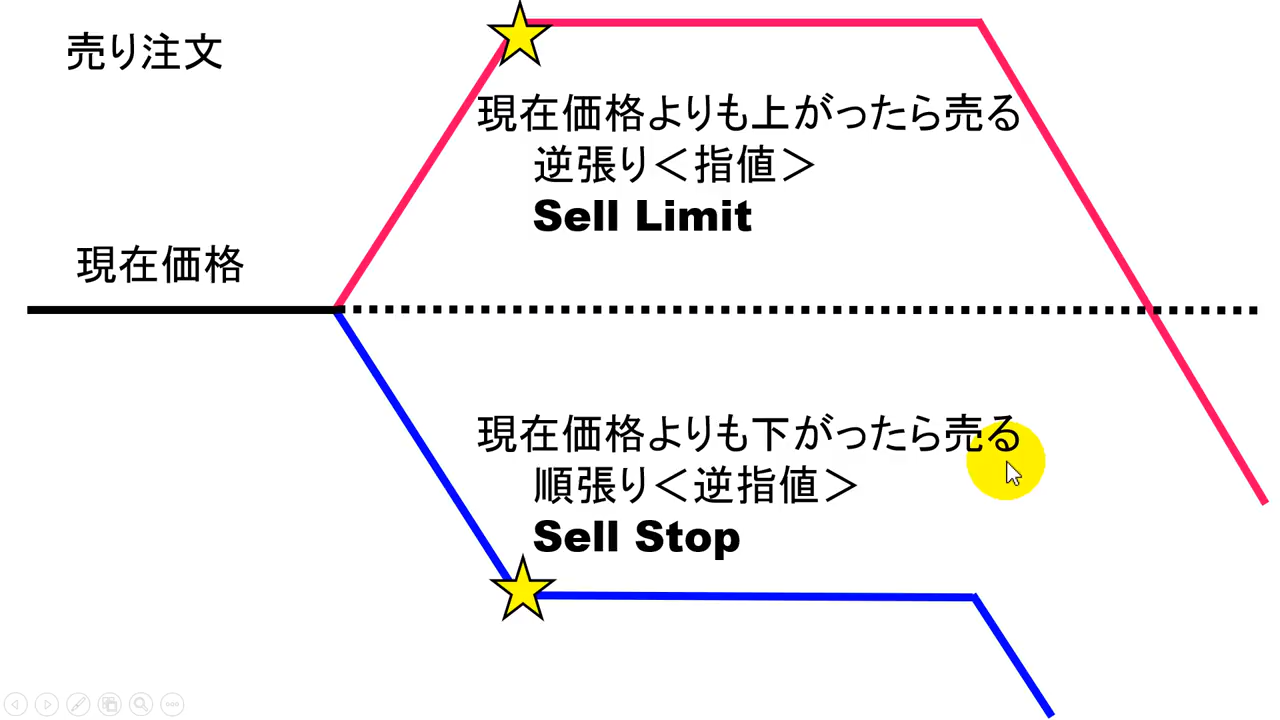 売り注文
現在価格よりも上がったら売る
逆張り＜指値＞
Sell Limit
現在価格
現在価格よりも下がったら売る
順張り＜逆指値＞
Sell Stop